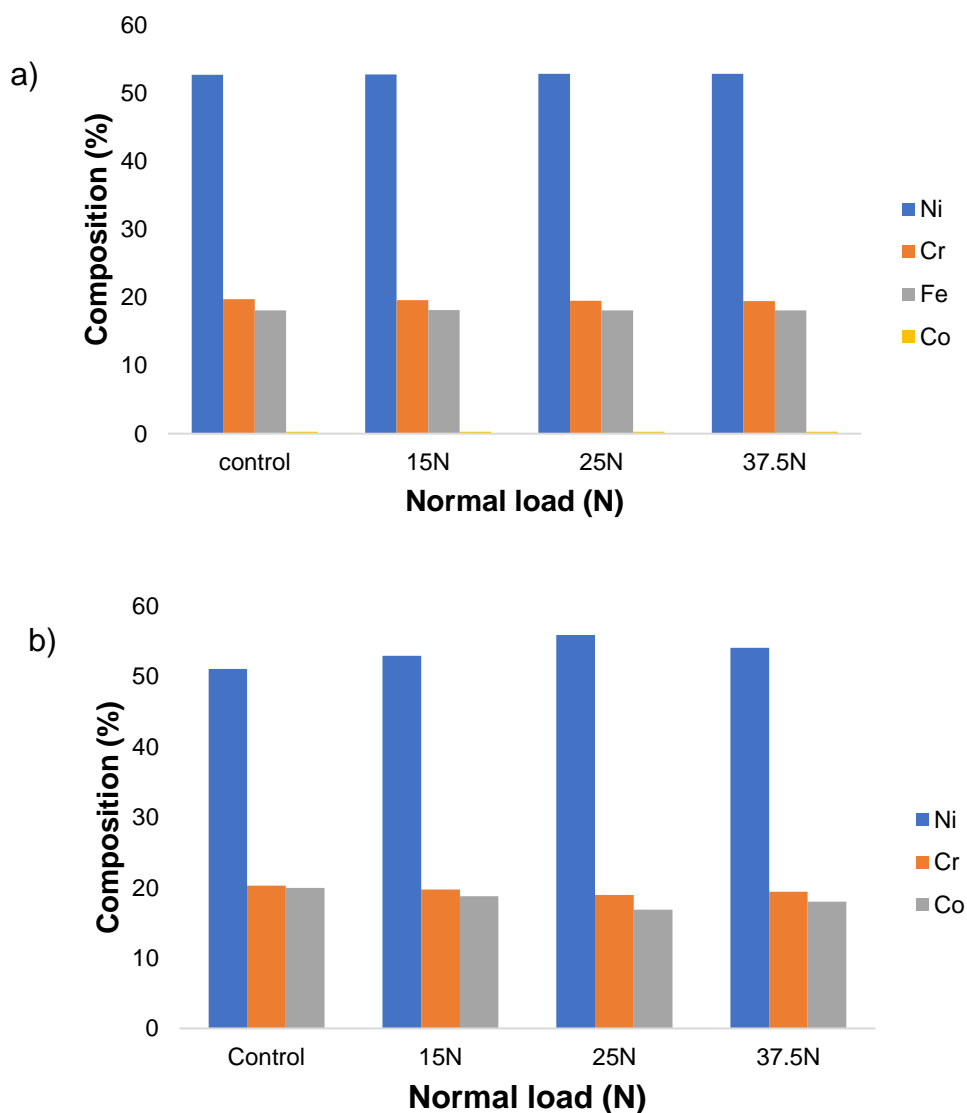 a)
Composition (%)
60
50
40
30
20
10
0
control 15N 25N 37.5N
Normal load (N)
Ni
Cr
Fe
Co
b)
Composition (%)
60
50
40
30
20
10
0
Control 15N 25N 37.5N
Normal load (N)
Ni
Cr
Co